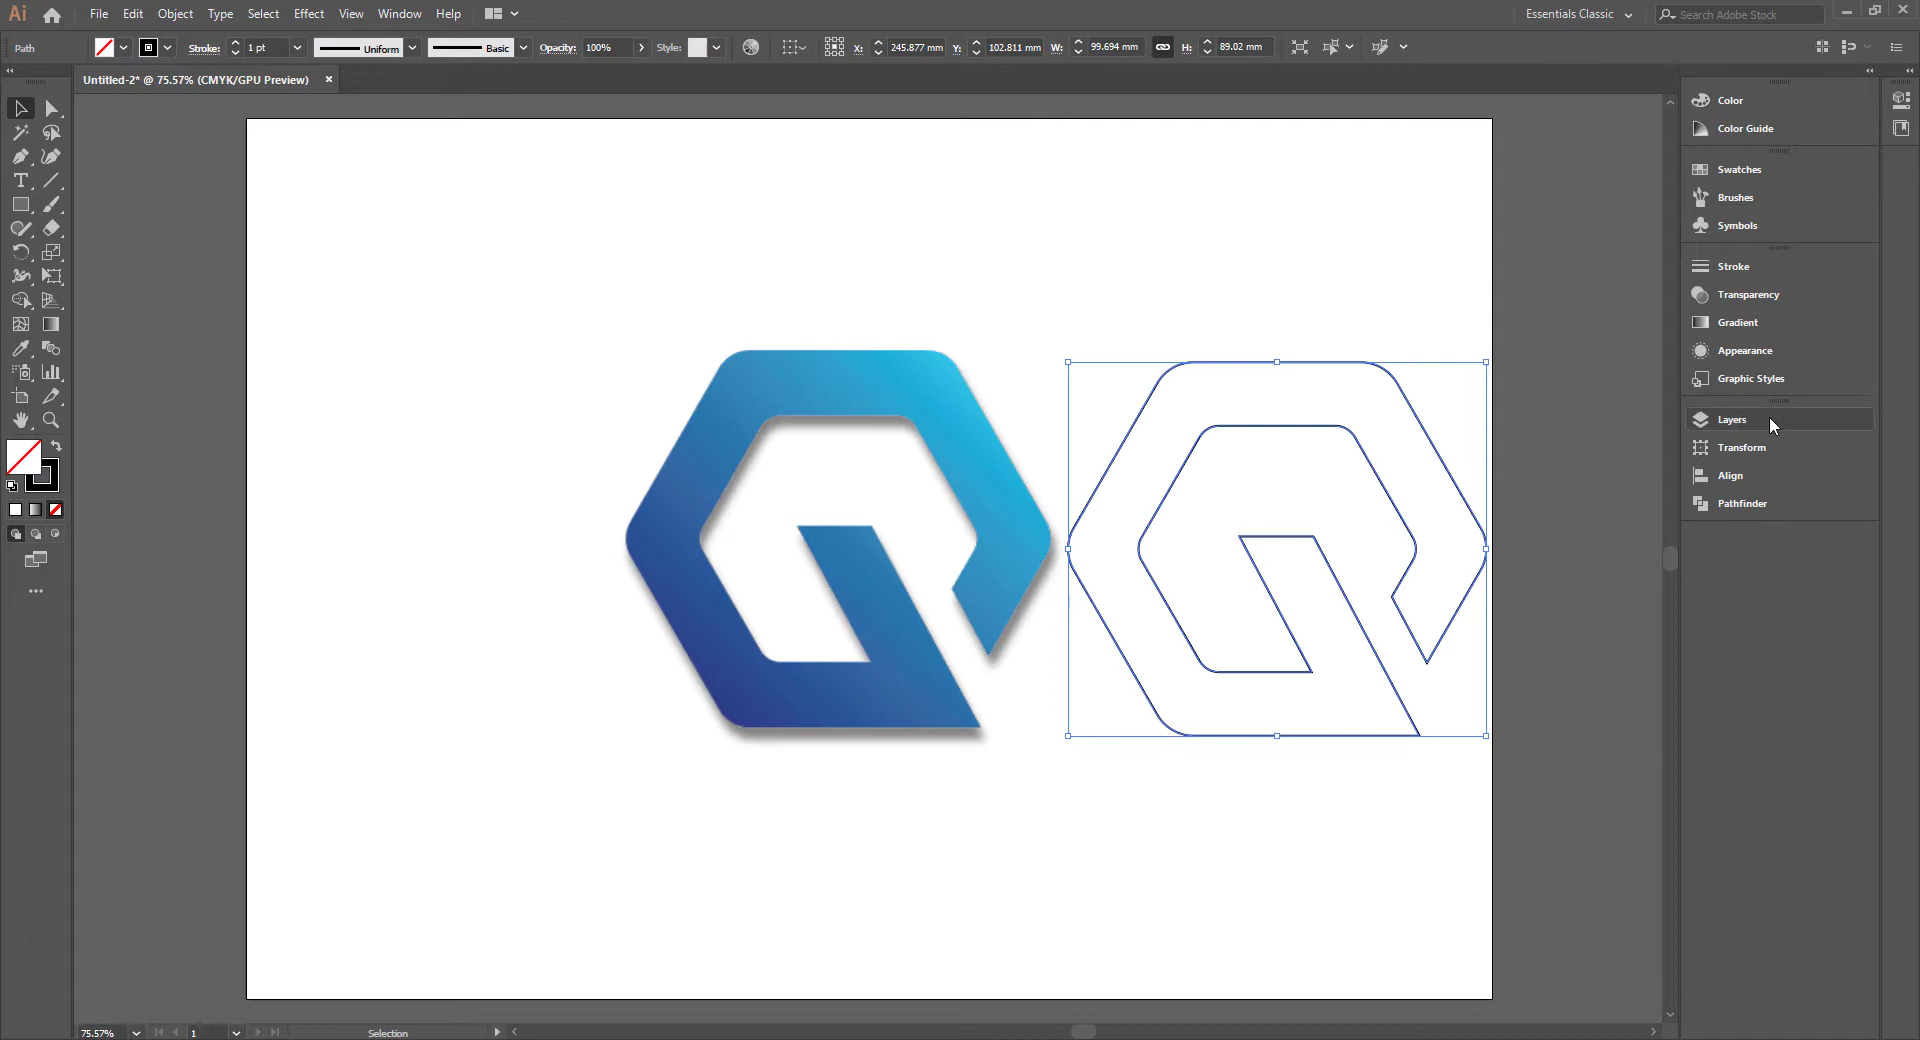 Ai File Edit Object Type Select Effect View Window Help Essentials Classic Search Adobe Stock
Path Stroke: 1 pt Uniform Basic Opacity: 100% Style: X: 245.877 mm Y: 102.811 mm W: 99.694 mm H: 89.02 mm
Untitled-2* @ 75.57% (CMYK/GPU Preview)
Color
Color Guide
Swatches
Brushes
Symbols
Stroke
Transparency
Gradient
Appearance
Graphic Styles
Layers
Transform
Align
Pathfinder
75.57% 1 Selection